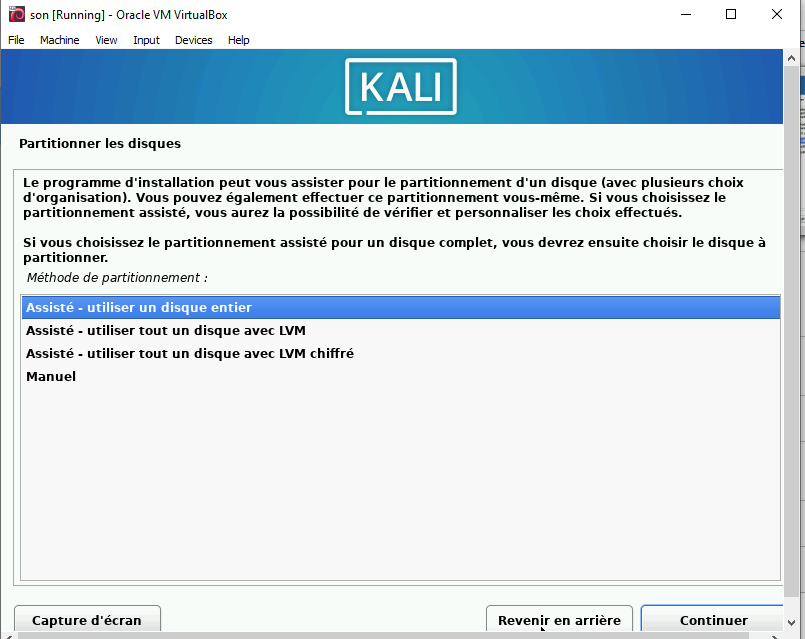 son [Running] - Oracle VM VirtualBox
File Machine View Input Devices Help
KALI
Partitionner les disques
Le programme d'installation peut vous assister pour le partitionnement d'un disque (avec plusieurs choix
d'organisation). Vous pouvez également effectuer ce partitionnement vous-même. Si vous choisissez le
partitionnement assisté, vous aurez la possibilité de vérifier et personnaliser les choix effectués.
Si vous choisissez le partitionnement assisté pour un disque complet, vous devrez ensuite choisir le disque à
partitionner.
Méthode de partitionnement :
Assisté - utiliser un disque entier
Assisté - utiliser tout un disque avec LVM
Assisté - utiliser tout un disque avec LVM chiffré
Manuel
Capture d'écran Revenir en arrière Continuer